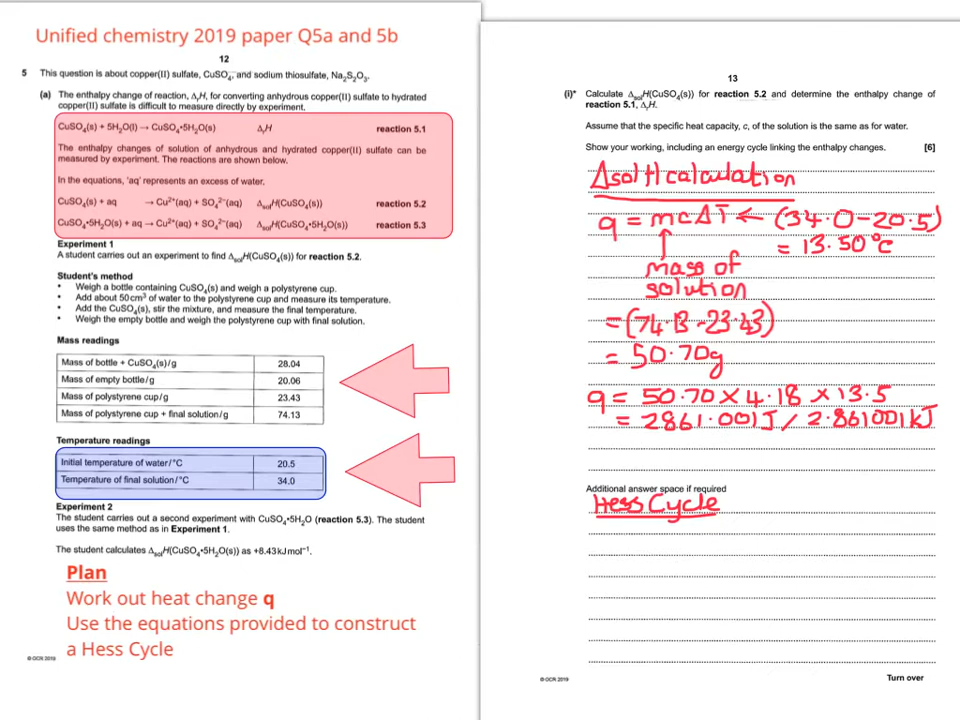 Unified chemistry 2019 paper Q5a and 5b
12
5 This question is about copper(II) sulfate, CuSO₄, and sodium thiosulfate, Na₂S₂O₃.
(a) The enthalpy change of reaction, ΔᵣH, for converting anhydrous copper(II) sulfate to hydrated
copper(II) sulfate is difficult to measure directly by experiment.
CuSO₄(s) + 5H₂O(l) → CuSO₄•5H₂O(s) ΔᵣH reaction 5.1
The enthalpy changes of solution of anhydrous and hydrated copper(II) sulfate can be
measured by experiment. The reactions are shown below.
In the equations, 'aq' represents an excess of water.
CuSO₄(s) + aq → Cu²⁺(aq) + SO₄²⁻(aq) ΔsolH(CuSO₄(s)) reaction 5.2
CuSO₄•5H₂O(s) + aq → Cu²⁺(aq) + SO₄²⁻(aq) ΔsolH(CuSO₄•5H₂O(s)) reaction 5.3
Experiment 1
A student carries out an experiment to find ΔsolH(CuSO₄(s)) for reaction 5.2.
Student's method
• Weigh a bottle containing CuSO₄(s) and weigh a polystyrene cup.
• Add about 50 cm³ of water to the polystyrene cup and measure its temperature.
• Add the CuSO₄(s), stir the mixture, and measure the final temperature.
• Weigh the empty bottle and weigh the polystyrene cup with final solution.
Mass readings
Mass of bottle + CuSO₄(s)/g 28.04
Mass of empty bottle/g 20.06
Mass of polystyrene cup/g 23.43
Mass of polystyrene cup + final solution/g 74.13
Temperature readings
Initial temperature of water/°C 20.5
Temperature of final solution/°C 34.0
Experiment 2
The student carries out a second experiment with CuSO₄•5H₂O (reaction 5.3). The student
uses the same method as in Experiment 1.
The student calculates ΔsolH(CuSO₄•5H₂O(s)) as +8.43 kJ mol⁻¹.
Plan
Work out heat change q
Use the equations provided to construct
a Hess Cycle
© OCR 2019
13
(i)* Calculate ΔsolH(CuSO₄(s)) for reaction 5.2 and determine the enthalpy change of
reaction 5.1, ΔᵣH.
Assume that the specific heat capacity, c, of the solution is the same as for water.
Show your working, including an energy cycle linking the enthalpy changes. [6]
Δsol H calculation
q = mcΔT ← (34.0-20.5)
= 13.50°C
mass of
solution
= (74.13-23.43)
= 50.70g
q = 50.70 × 4.18 × 13.5
= 2861.001J / 2.861001kJ
Additional answer space if required
Hess Cycle
© OCR 2019
Turn over